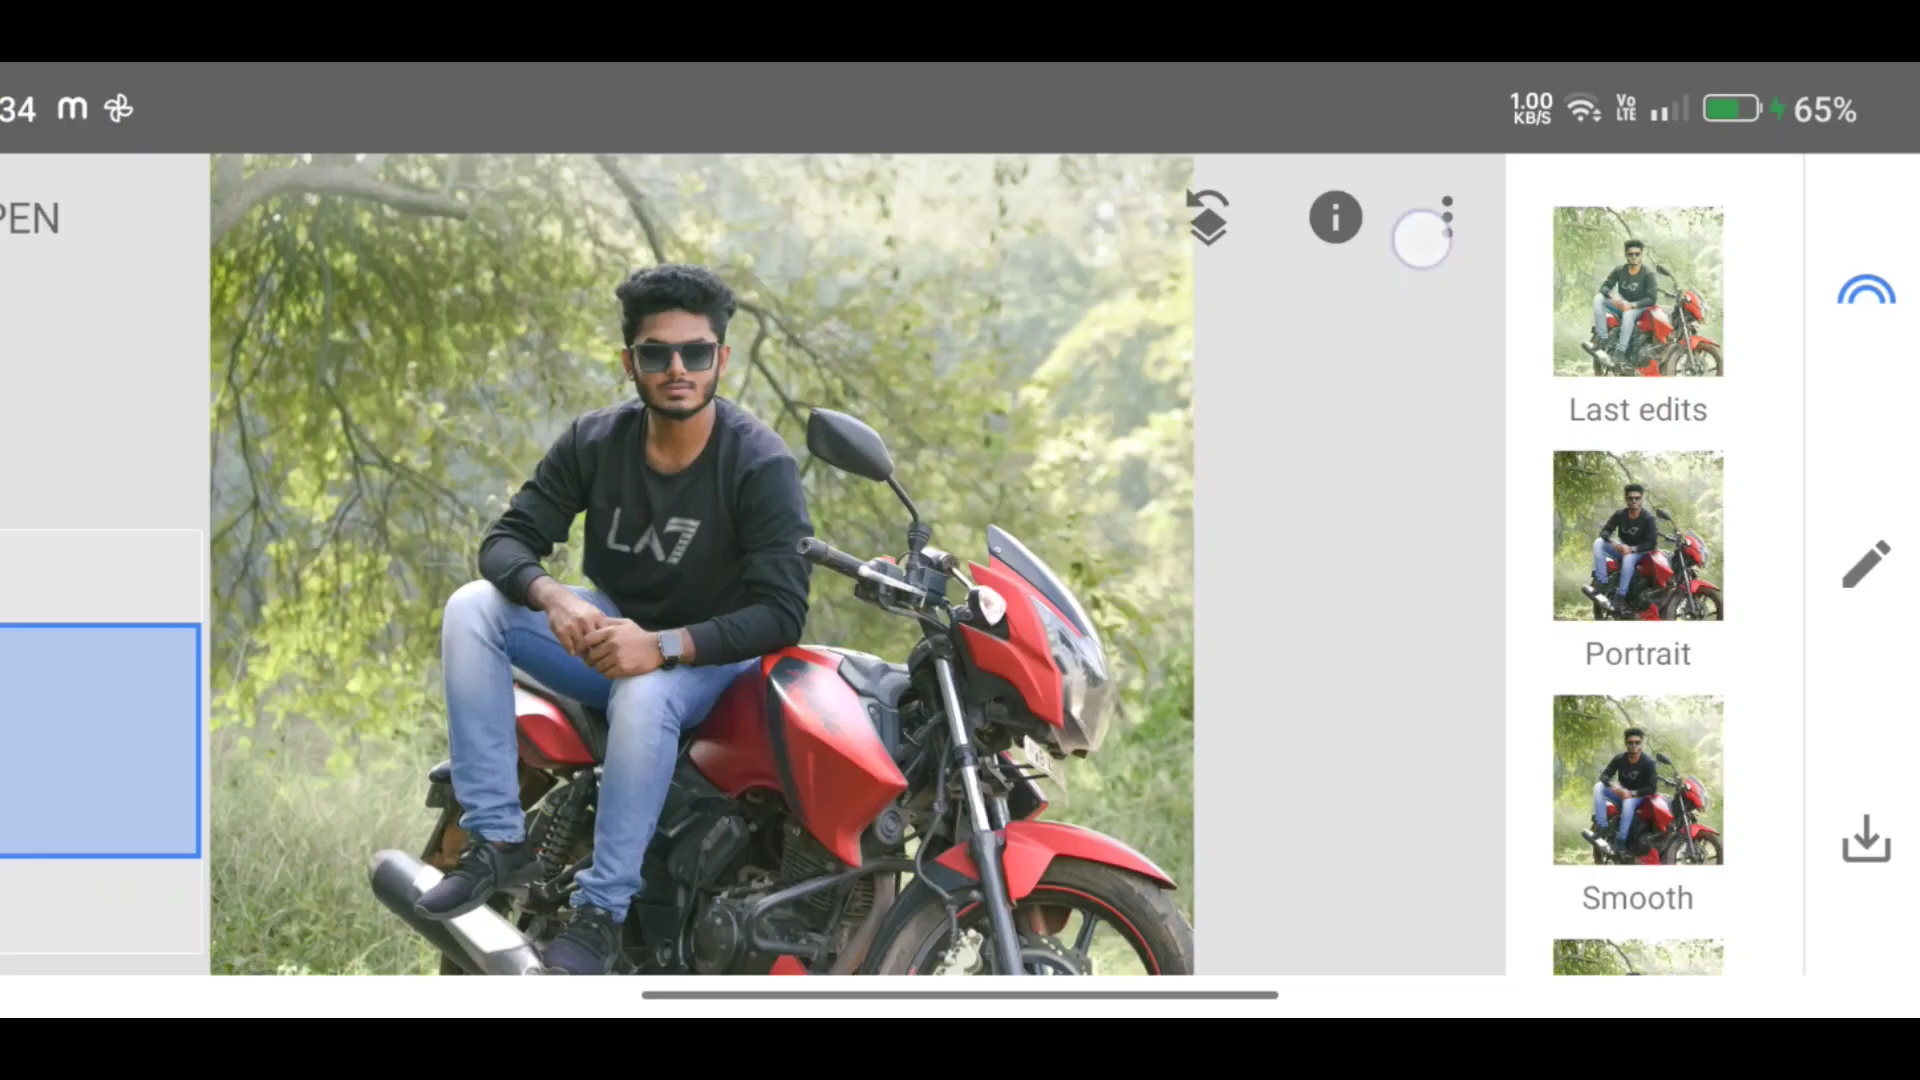 34 m
1.00 KB/S Vo LTE 65%
PEN
LA7
Last edits
Portrait
Smooth